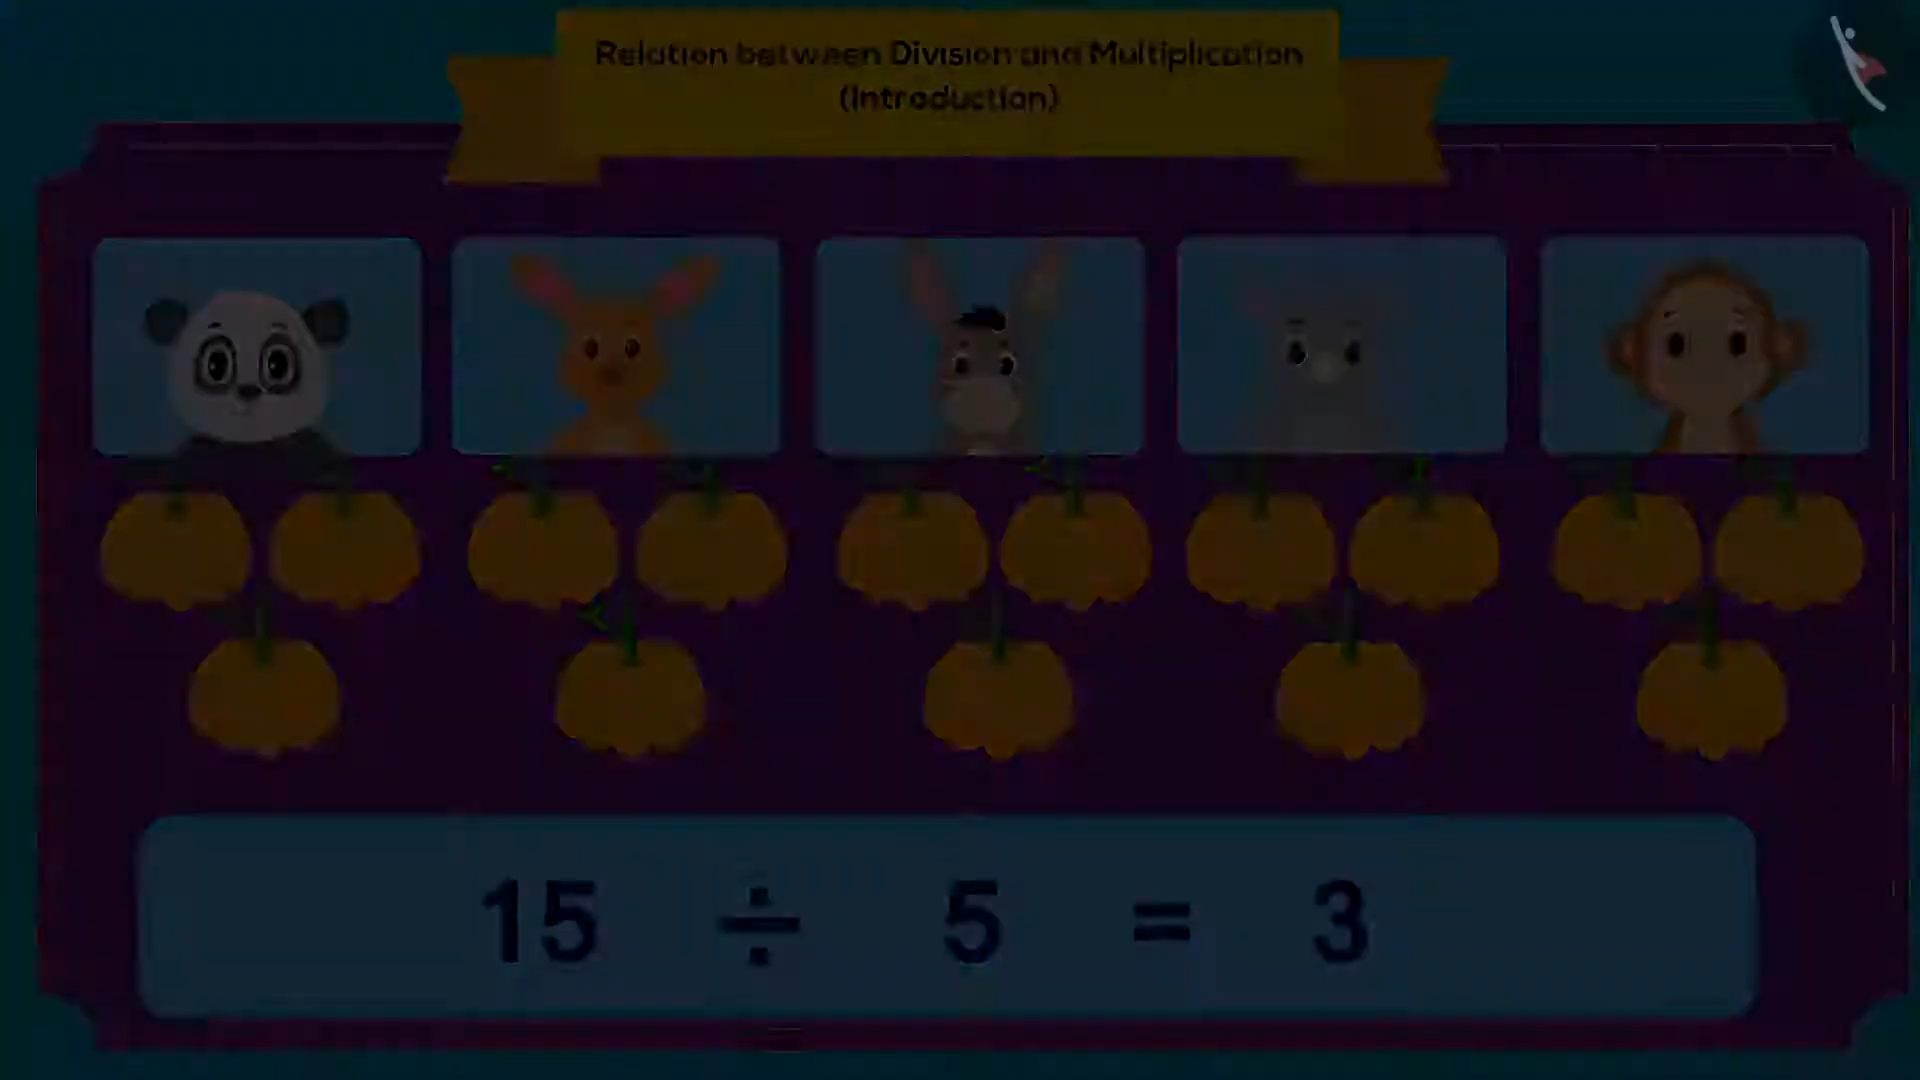 Relation between Division and Multiplication
(Introduction)
15 ÷ 5 = 3